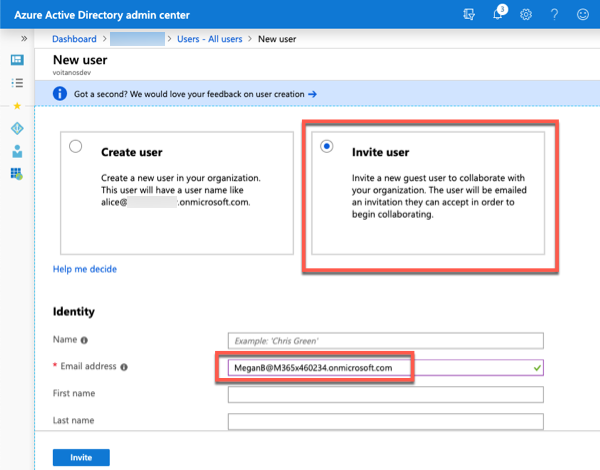 Azure Active Directory admin center
3
Dashboard > > Users - All users > New user
New user
voitanosdev
Got a second? We would love your feedback on user creation →
Create user
Create a new user in your organization.
This user will have a user name like
alice@ .onmicrosoft.com.
Invite user
Invite a new guest user to collaborate with
your organization. The user will be emailed
an invitation they can accept in order to
begin collaborating.
Help me decide
Identity
Name
Example: 'Chris Green'
* Email address
MeganB@M365x460234.onmicrosoft.com
First name
Last name
Invite